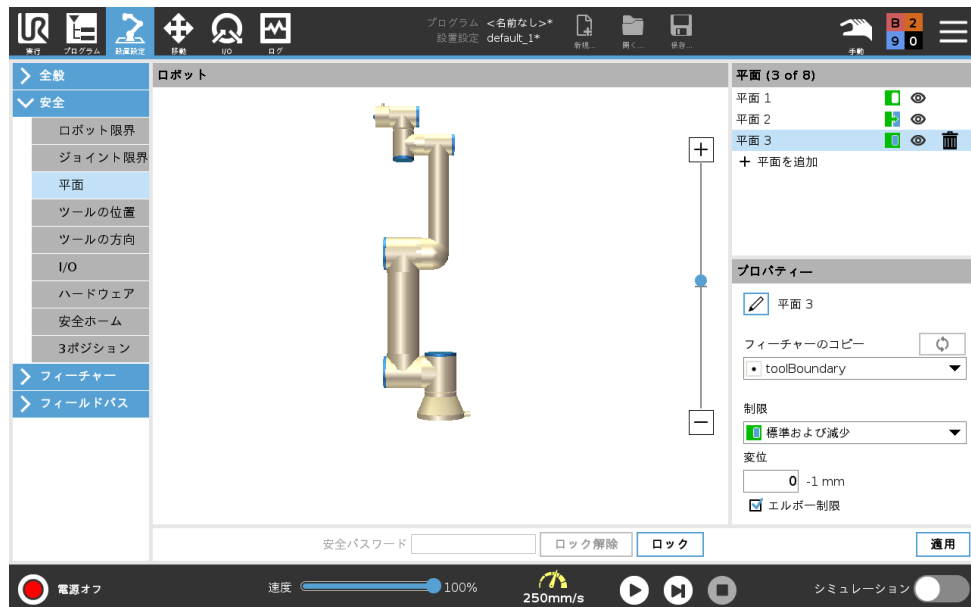 プログラム <名前なし>*
設置設定 default_1*
実行 プログラム 設置設定 移動 I/O ログ
新規... 開く... 保存...
手動
B 2
9 0
全般
安全
ロボット限界
ジョイント限界
平面
ツールの位置
ツールの方向
I/O
ハードウェア
安全ホーム
3ポジション
フィーチャー
フィールドバス
ロボット
平面 (3 of 8)
平面 1
平面 2
平面 3
平面を追加
プロパティー
平面 3
フィーチャーのコピー
toolBoundary
制限
標準および減少
変位
0 -1 mm
エルボー制限
安全パスワード ロック解除 ロック 適用
電源オフ 速度 100% 250mm/s シミュレーション